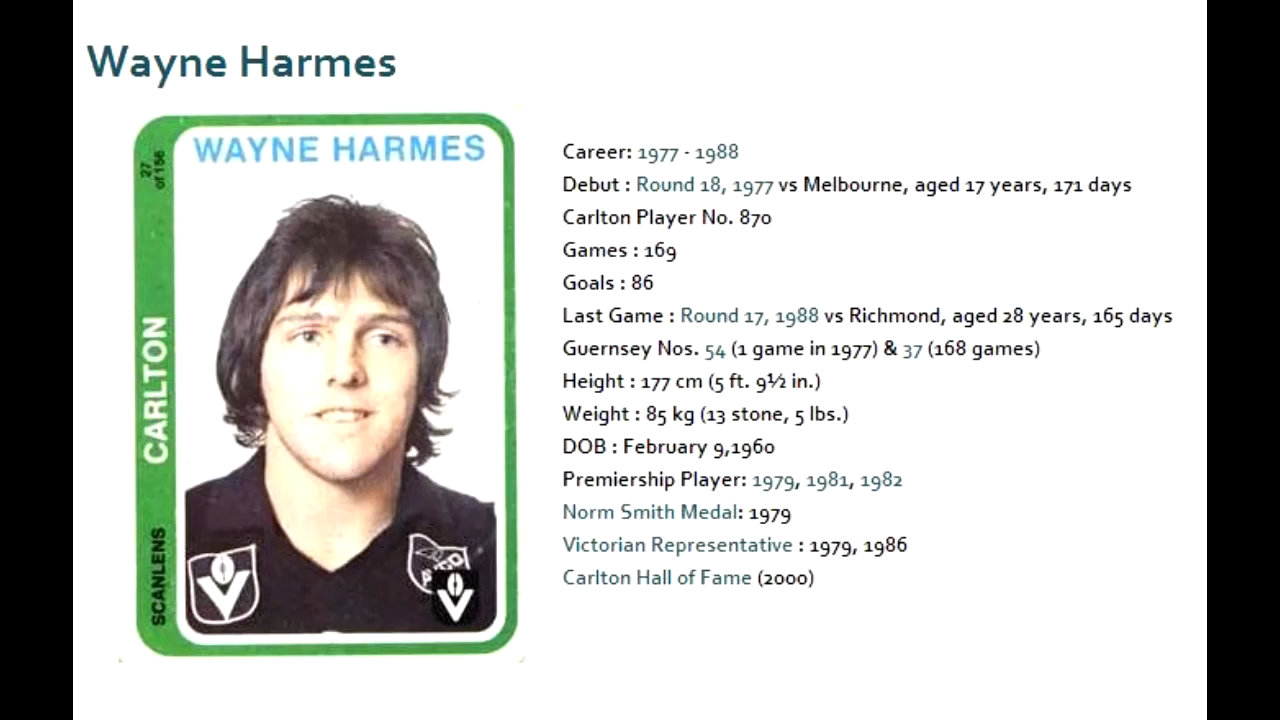 Wayne Harmes
WAYNE HARMES
27
of 156
CARLTON
SCANLENS
Career: 1977 - 1988
Debut : Round 18, 1977 vs Melbourne, aged 17 years, 171 days
Carlton Player No. 870
Games : 169
Goals : 86
Last Game : Round 17, 1988 vs Richmond, aged 28 years, 165 days
Guernsey Nos. 54 (1 game in 1977) & 37 (168 games)
Height : 177 cm (5 ft. 9½ in.)
Weight : 85 kg (13 stone, 5 lbs.)
DOB : February 9,1960
Premiership Player: 1979, 1981, 1982
Norm Smith Medal: 1979
Victorian Representative : 1979, 1986
Carlton Hall of Fame (2000)